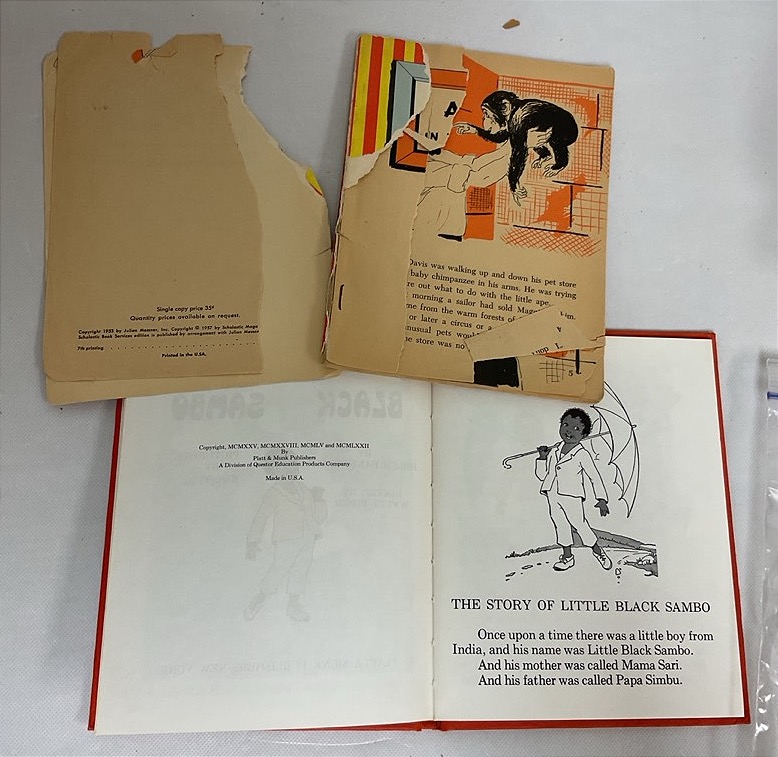 Single copy price 35¢
Quantity prices available on request.
Copyright 1953 by Julian Messner, Inc. Copyright © 1957 by Scholastic Maga
Scholastic Book Services edition is published by arrangement with Julian Messne
7th printing
Printed in the U.S.A.
A
IN
Davis was walking up and down his pet store
baby chimpanzee in his arms. He was trying
re out what to do with the little ape.
morning a sailor had sold
me from the warm forests of
or later a circus or a
nusual pets
e store was no
5
BLACK SAMBO
Copyright, MCMXXV, MCMXXVIII, MCMLV and MCMLXXII
By
Platt & Munk Publishers
A Division of Questor Education Products Company
Made in U.S.A.
THE STORY OF LITTLE BLACK SAMBO
Once upon a time there was a little boy from
India, and his name was Little Black Sambo.
And his mother was called Mama Sari.
And his father was called Papa Simbu.